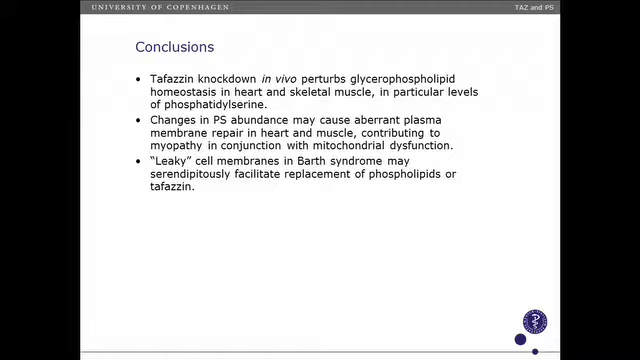 UNIVERSITY OF COPENHAGEN
TAZ and PS
Conclusions
• Tafazzin knockdown in vivo perturbs glycerophospholipid
homeostasis in heart and skeletal muscle, in particular levels
of phosphatidylserine.
• Changes in PS abundance may cause aberrant plasma
membrane repair in heart and muscle, contributing to
myopathy in conjunction with mitochondrial dysfunction.
• “Leaky” cell membranes in Barth syndrome may
serendipitously facilitate replacement of phospholipids or
tafazzin.